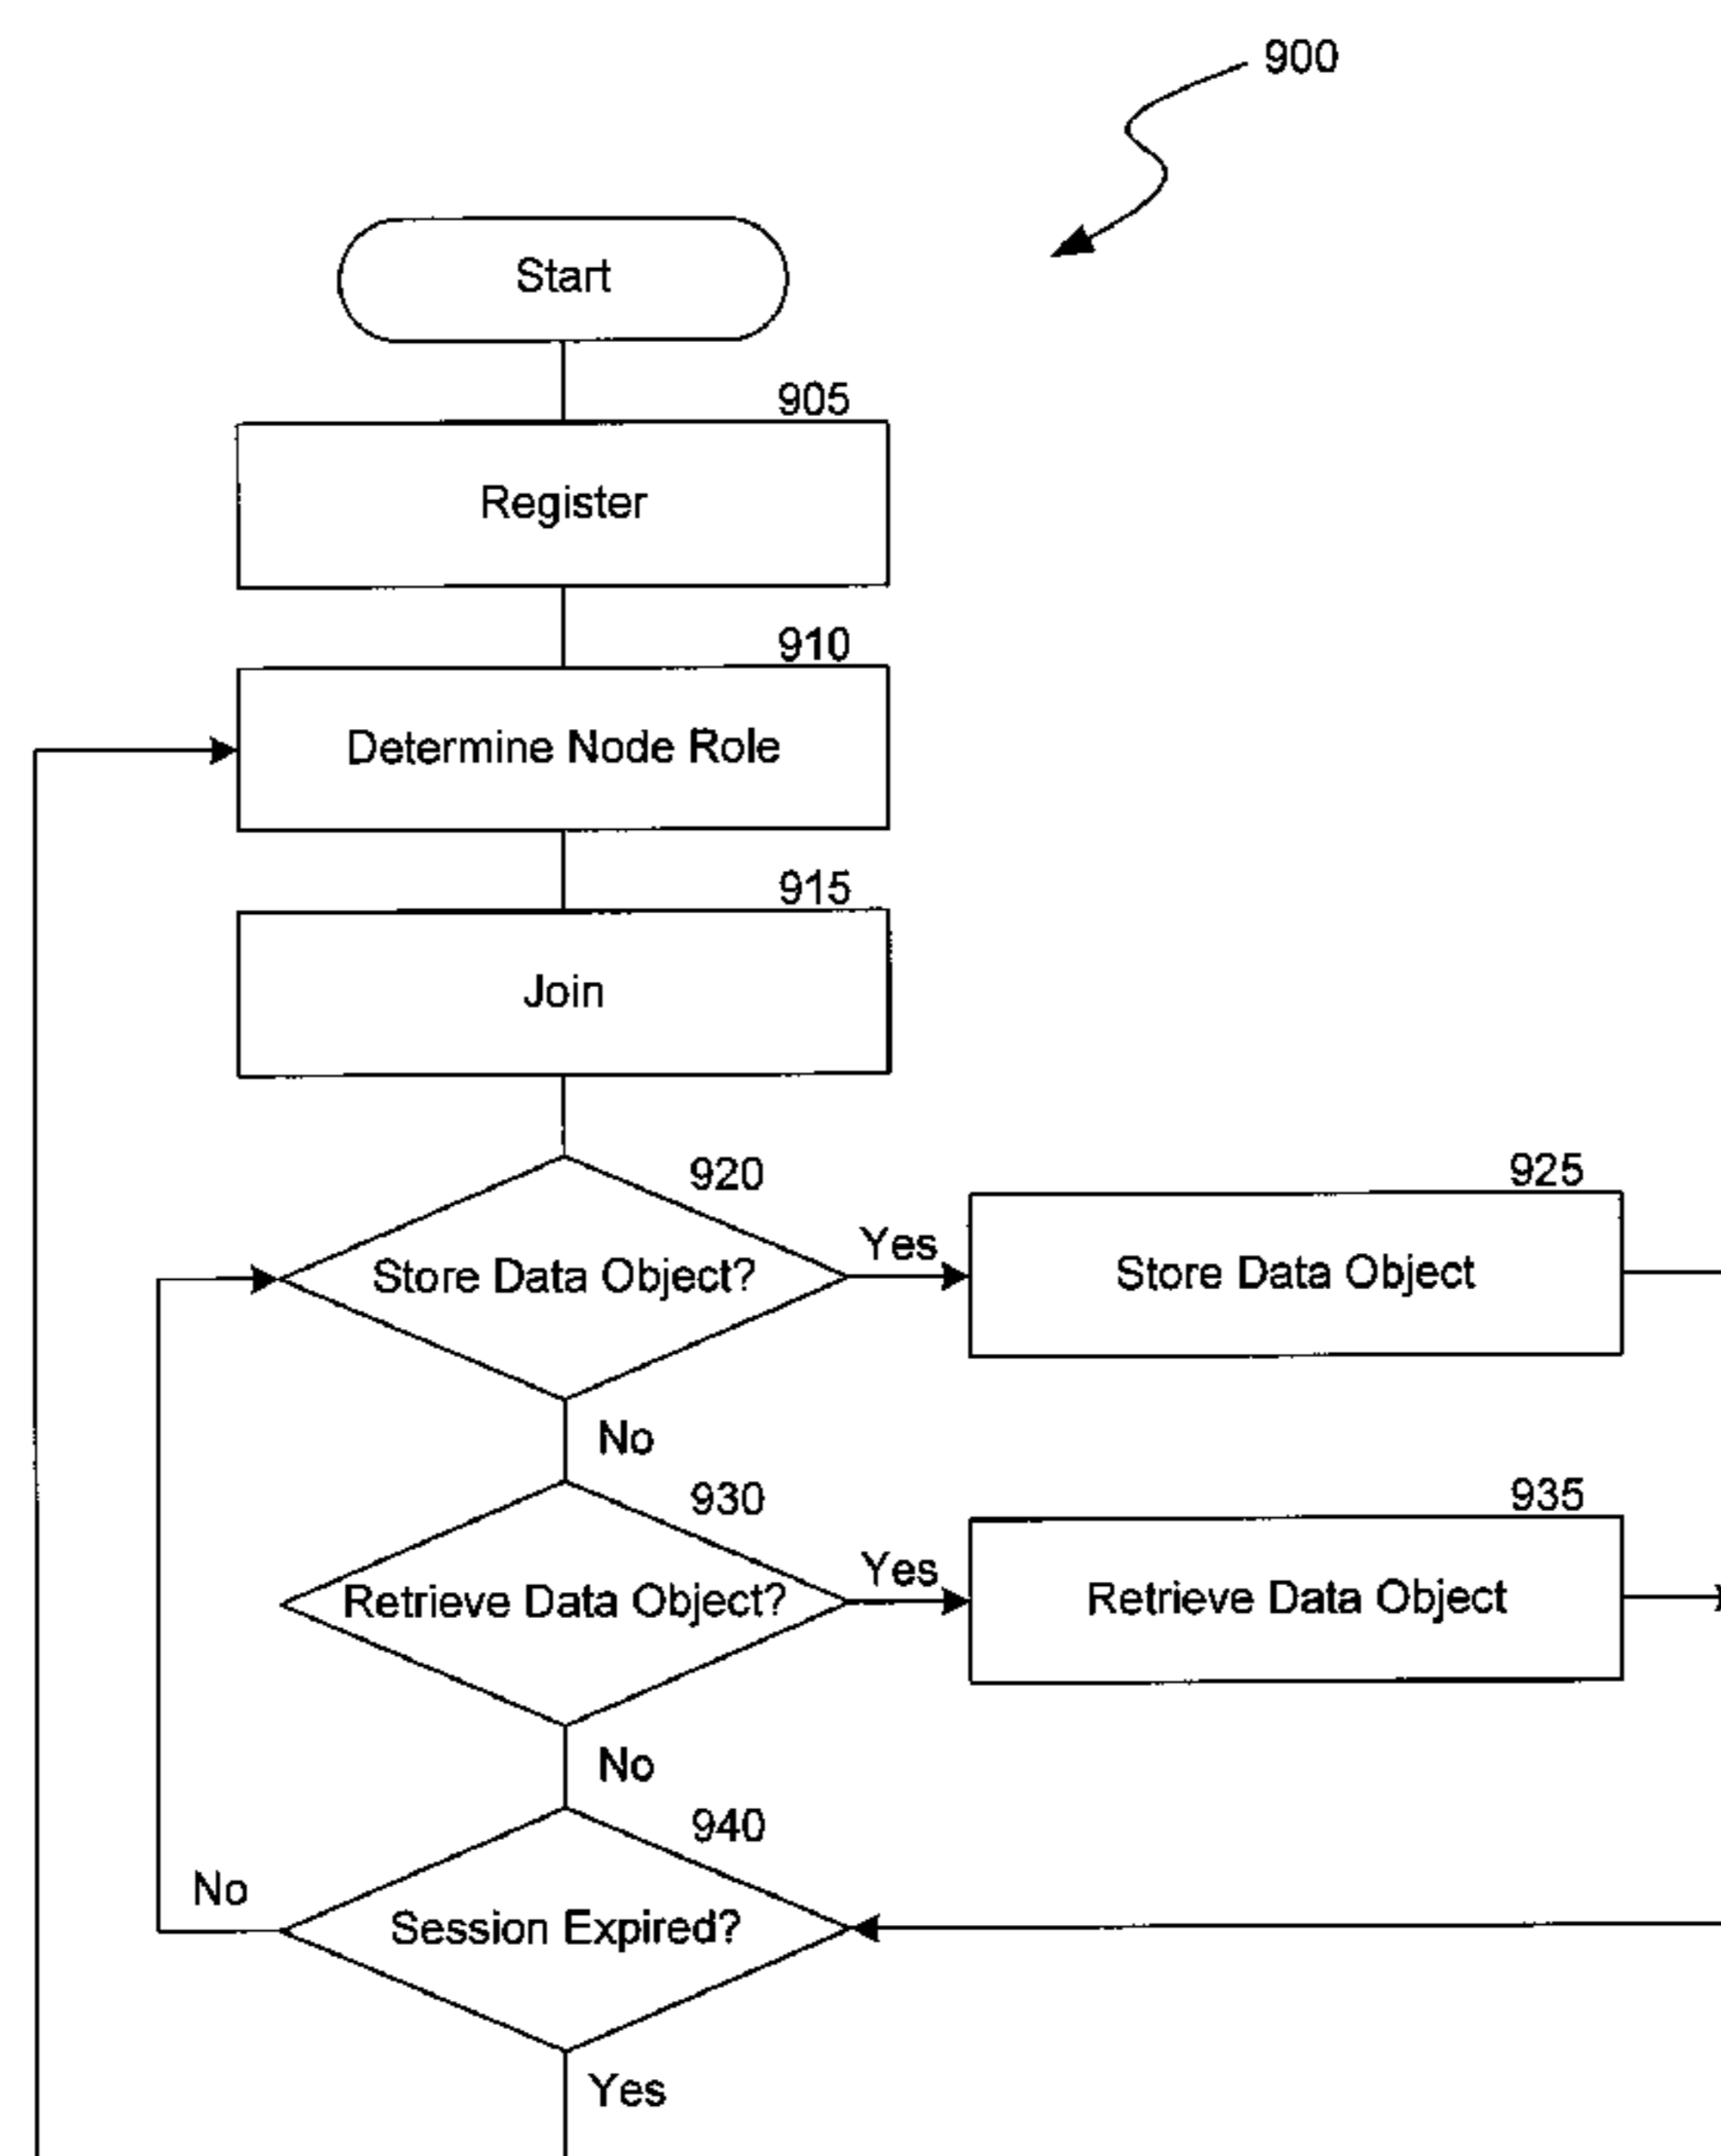 900
Start
905
Register
910
Determine Node Role
915
Join
920
Store Data Object?
Yes
925
Store Data Object
No
930
Retrieve Data Object?
Yes
935
Retrieve Data Object
No
940
Session Expired?
No
Yes